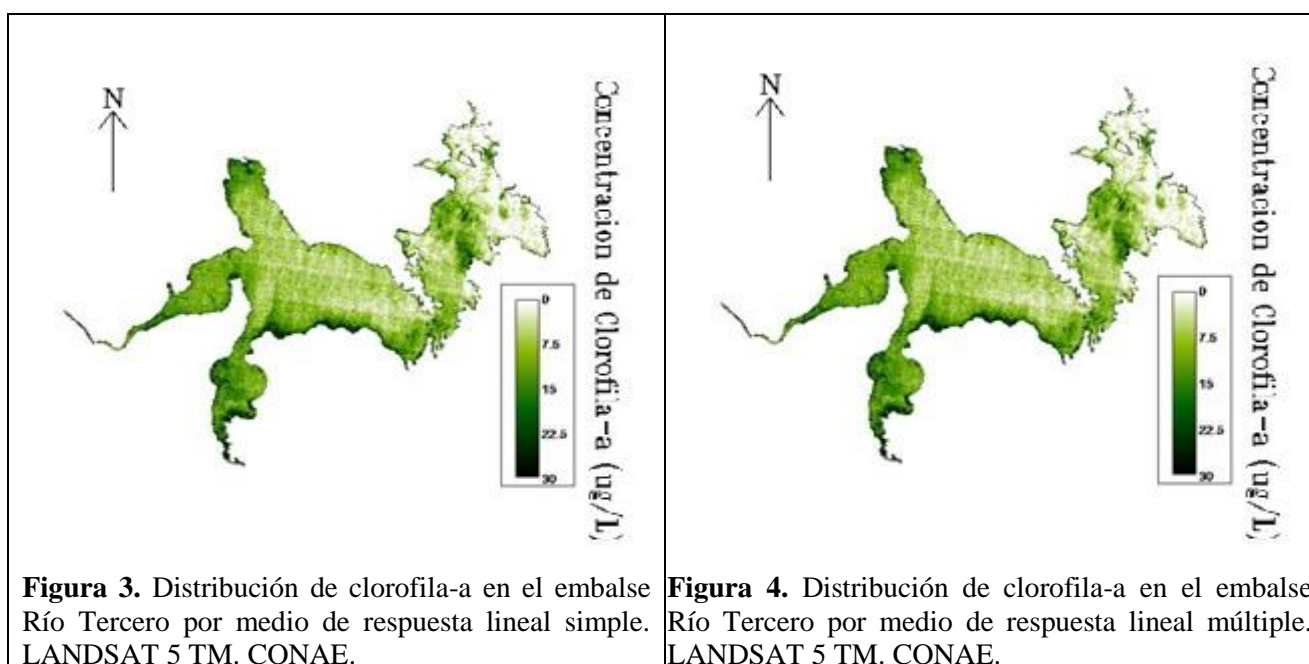 N
Concentracion de Clorofila-a (ug/L)
0
7.5
15
22.5
30
Figura 3. Distribución de clorofila-a en el embalse
Río Tercero por medio de respuesta lineal simple.
LANDSAT 5 TM. CONAE.
N
Concentracion de Clorofila-a (ug/L)
0
7.5
15
22.5
30
Figura 4. Distribución de clorofila-a en el embalse
Río Tercero por medio de respuesta lineal múltiple.
LANDSAT 5 TM. CONAE.